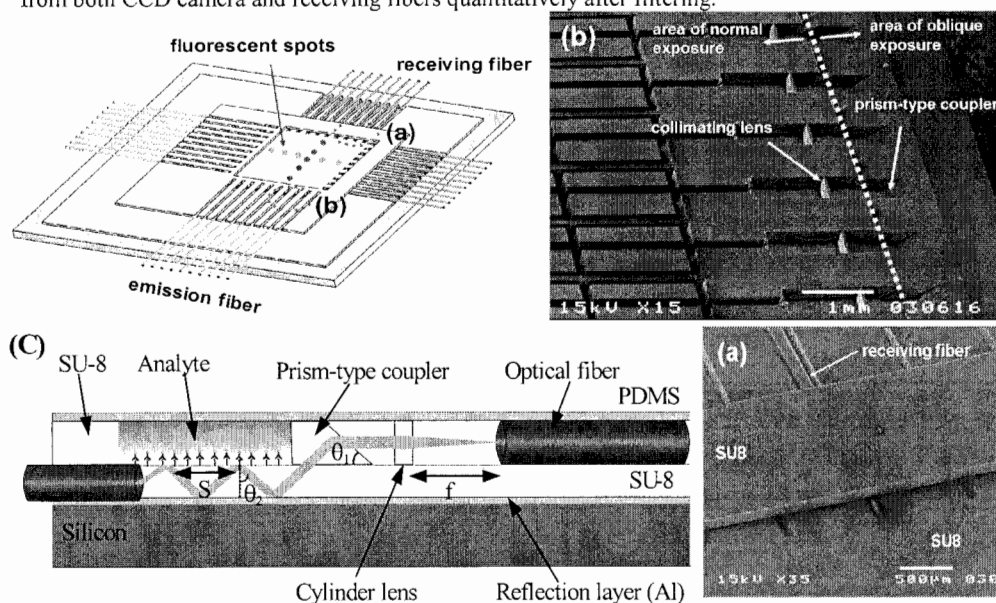 from both CCD camera and receiving fibers quantitatively after filtering.
fluorescent spots
receiving fiber
(a)
(b)
emission fiber
(b)
area of normal exposure
area of oblique exposure
prism-type coupler
collimating lens
15kV X15
1mm 030616
(C)
SU-8
Analyte
Prism-type coupler
Optical fiber
PDMS
θ1
S
θ2
f
SU-8
Silicon
Cylinder lens
Reflection layer (Al)
(a)
receiving fiber
SU8
SU8
15kV X35
500μm 030